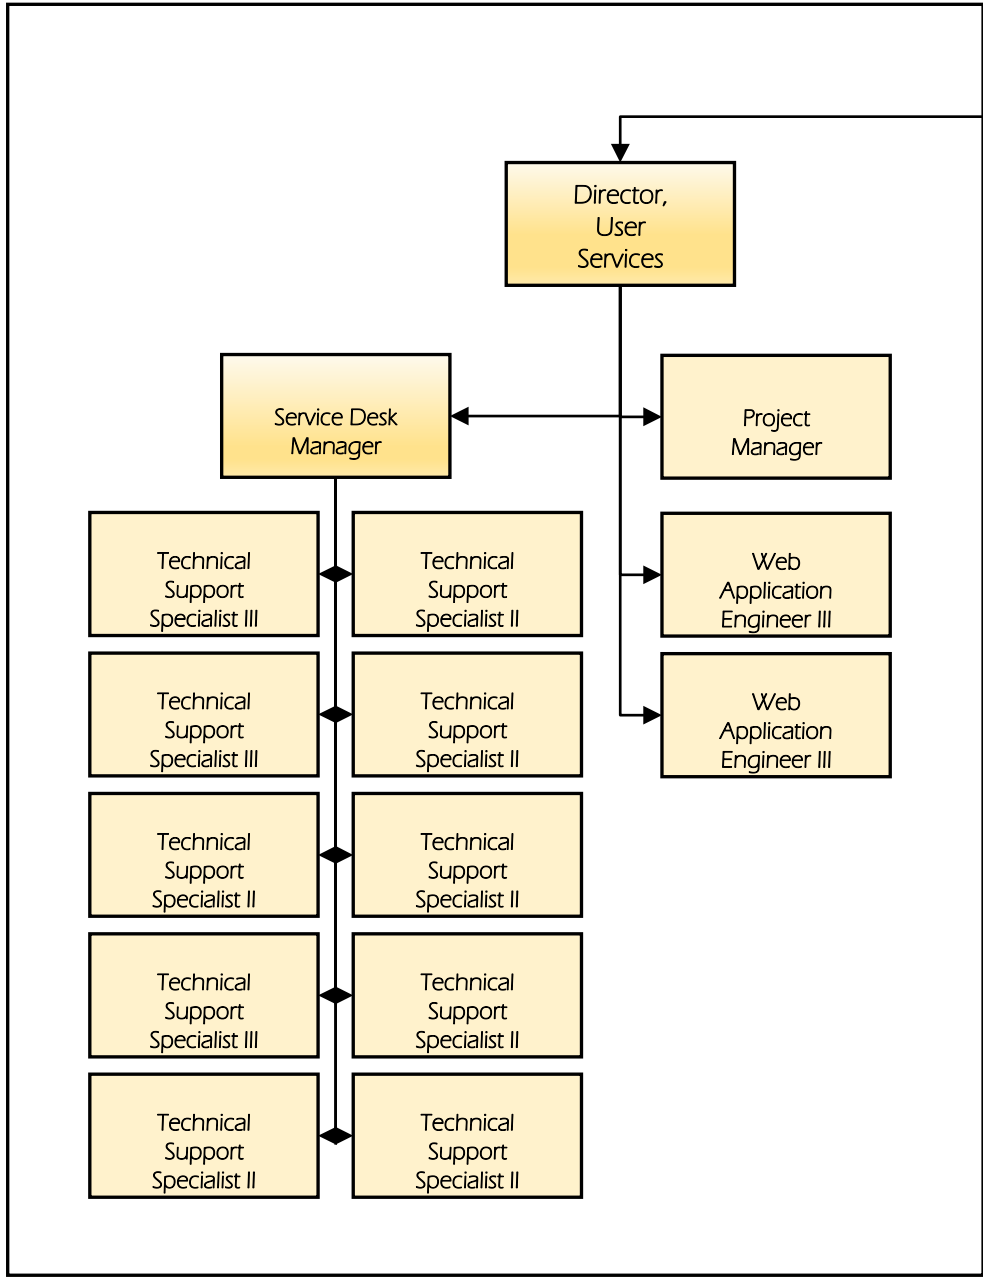 Director,
User
Services
Service Desk
Manager
Project
Manager
Technical
Support
Specialist III
Technical
Support
Specialist II
Web
Application
Engineer III
Technical
Support
Specialist III
Technical
Support
Specialist II
Web
Application
Engineer III
Technical
Support
Specialist II
Technical
Support
Specialist II
Technical
Support
Specialist III
Technical
Support
Specialist II
Technical
Support
Specialist II
Technical
Support
Specialist II